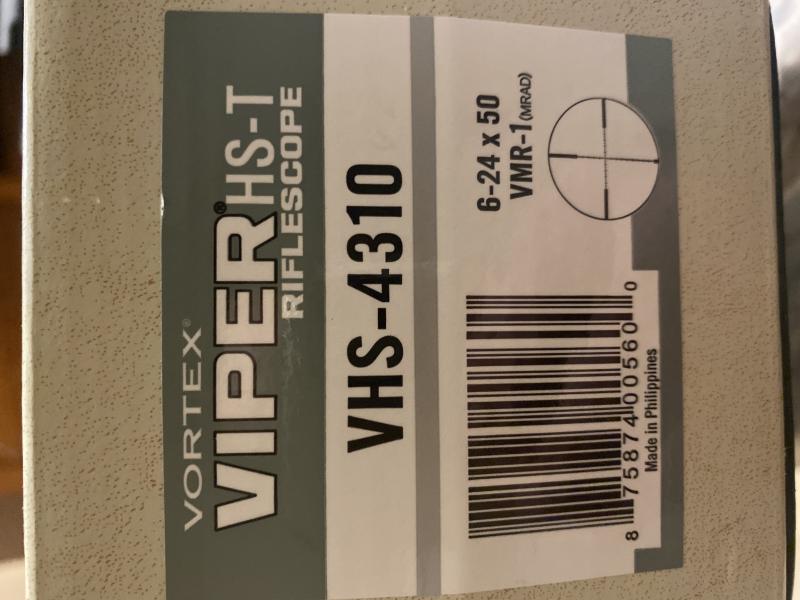 VORTEX®
VIPER® HS-T
RIFLESCOPE
VHS-4310
6-24 x 50
VMR-1 (MRAD)
8 75874 00560 0
Made in Philippines